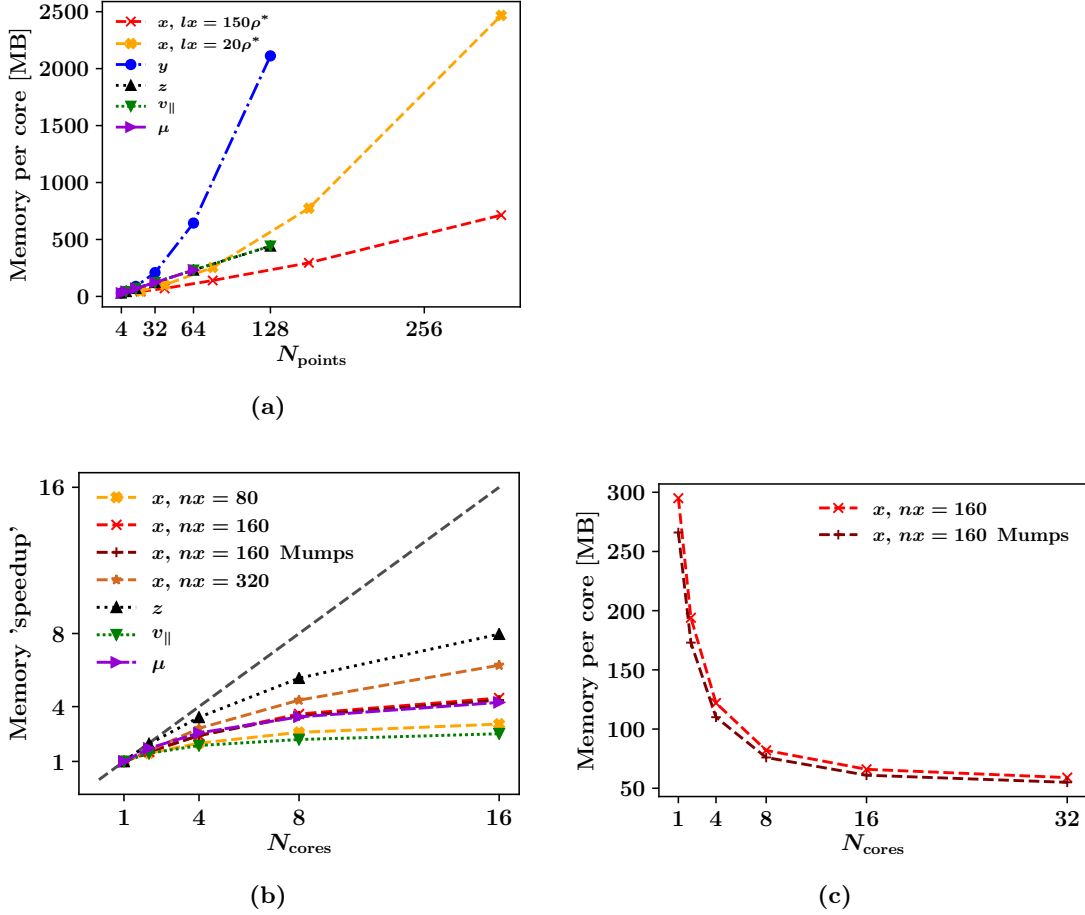 2500
2000
1500
1000
500
0
Memory per core [MB]
x, lx = 150ρ*
x, lx = 20ρ*
y
z
v∥
μ
4 32 64 128 256
N_points
(a)
16
8
4
1
Memory 'speedup'
x, nx = 80
x, nx = 160
x, nx = 160 Mumps
x, nx = 320
z
v∥
μ
1 4 8 16
N_cores
(b)
300
250
200
150
100
50
Memory per core [MB]
x, nx = 160
x, nx = 160 Mumps
1 4 8 16 32
N_cores
(c)